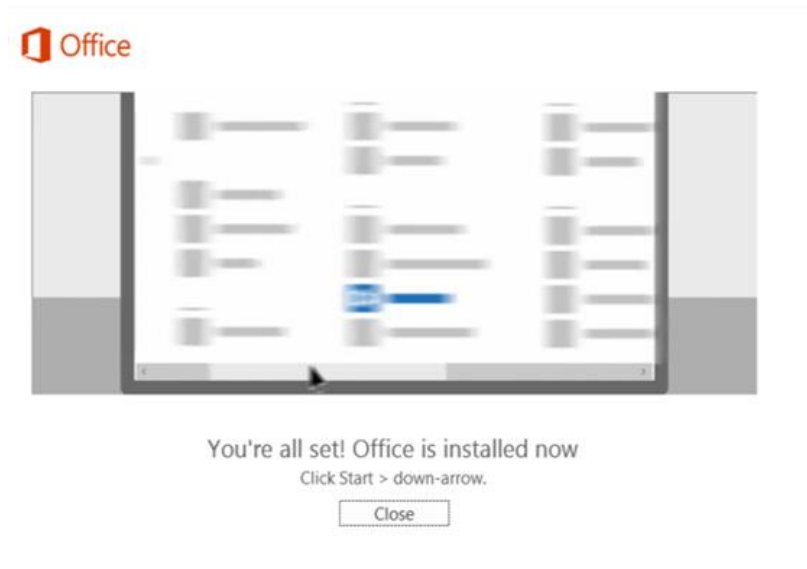 Office
You're all set! Office is installed now
Click Start > down-arrow.
Close